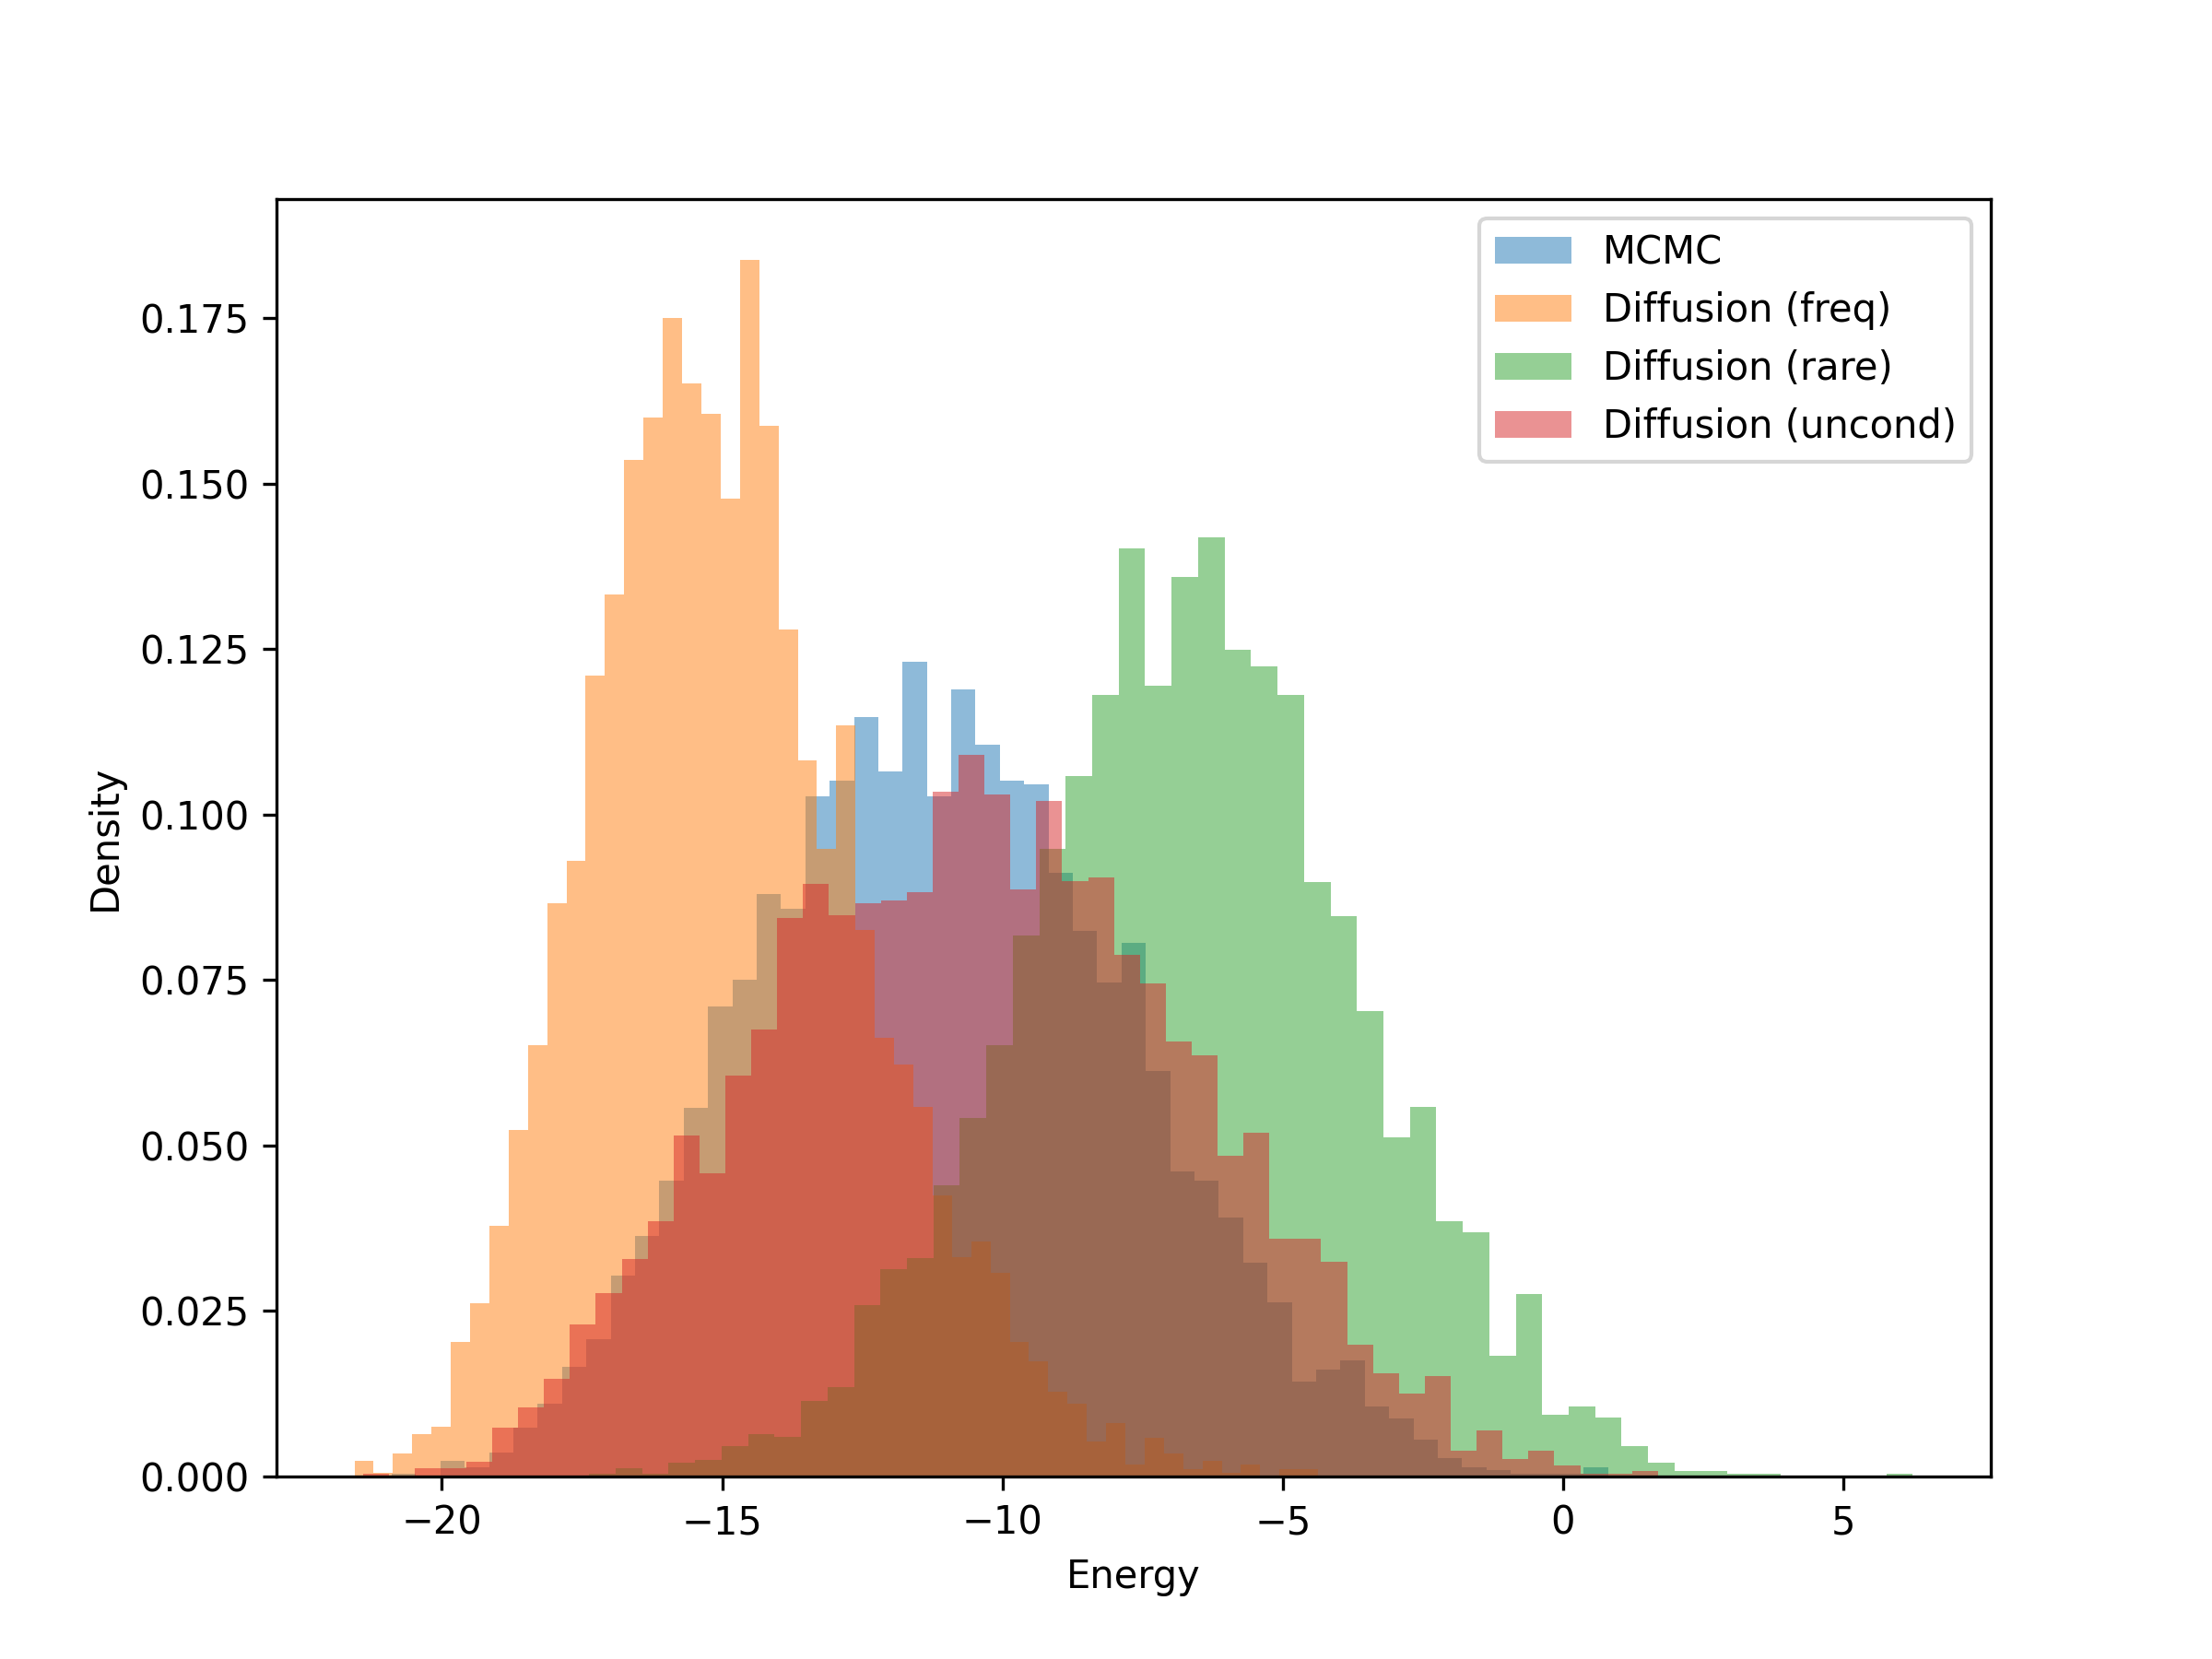 MCMC
Diffusion (freq)
Diffusion (rare)
Diffusion (uncond)
0.175
0.150
0.125
0.100
0.075
0.050
0.025
0.000
Density
−20 −15 −10 −5 0 5
Energy